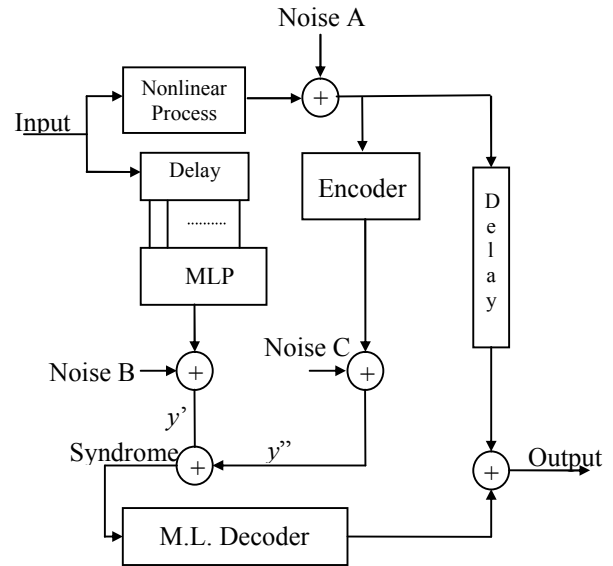 Noise A
Nonlinear
Process
+
Input
Delay
..........
MLP
Encoder
D
e
l
a
y
Noise B
+
Noise C
+
y’
y”
Syndrome
+
+
Output
M.L. Decoder